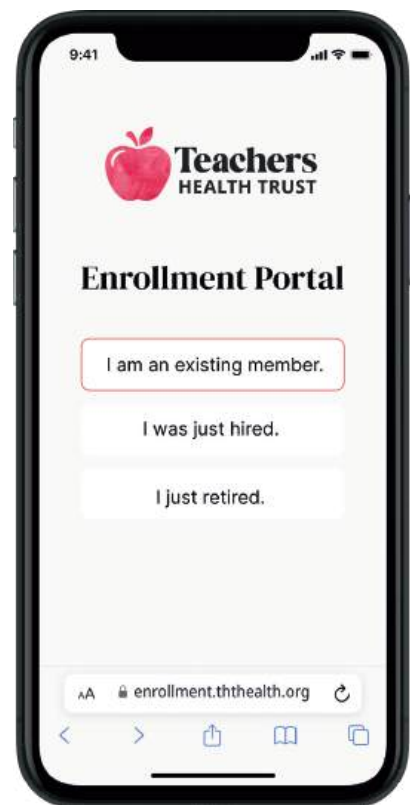 9:41
Teachers
HEALTH TRUST
Enrollment Portal
I am an existing member.
I was just hired.
I just retired.
AA enrollment.ththealth.org